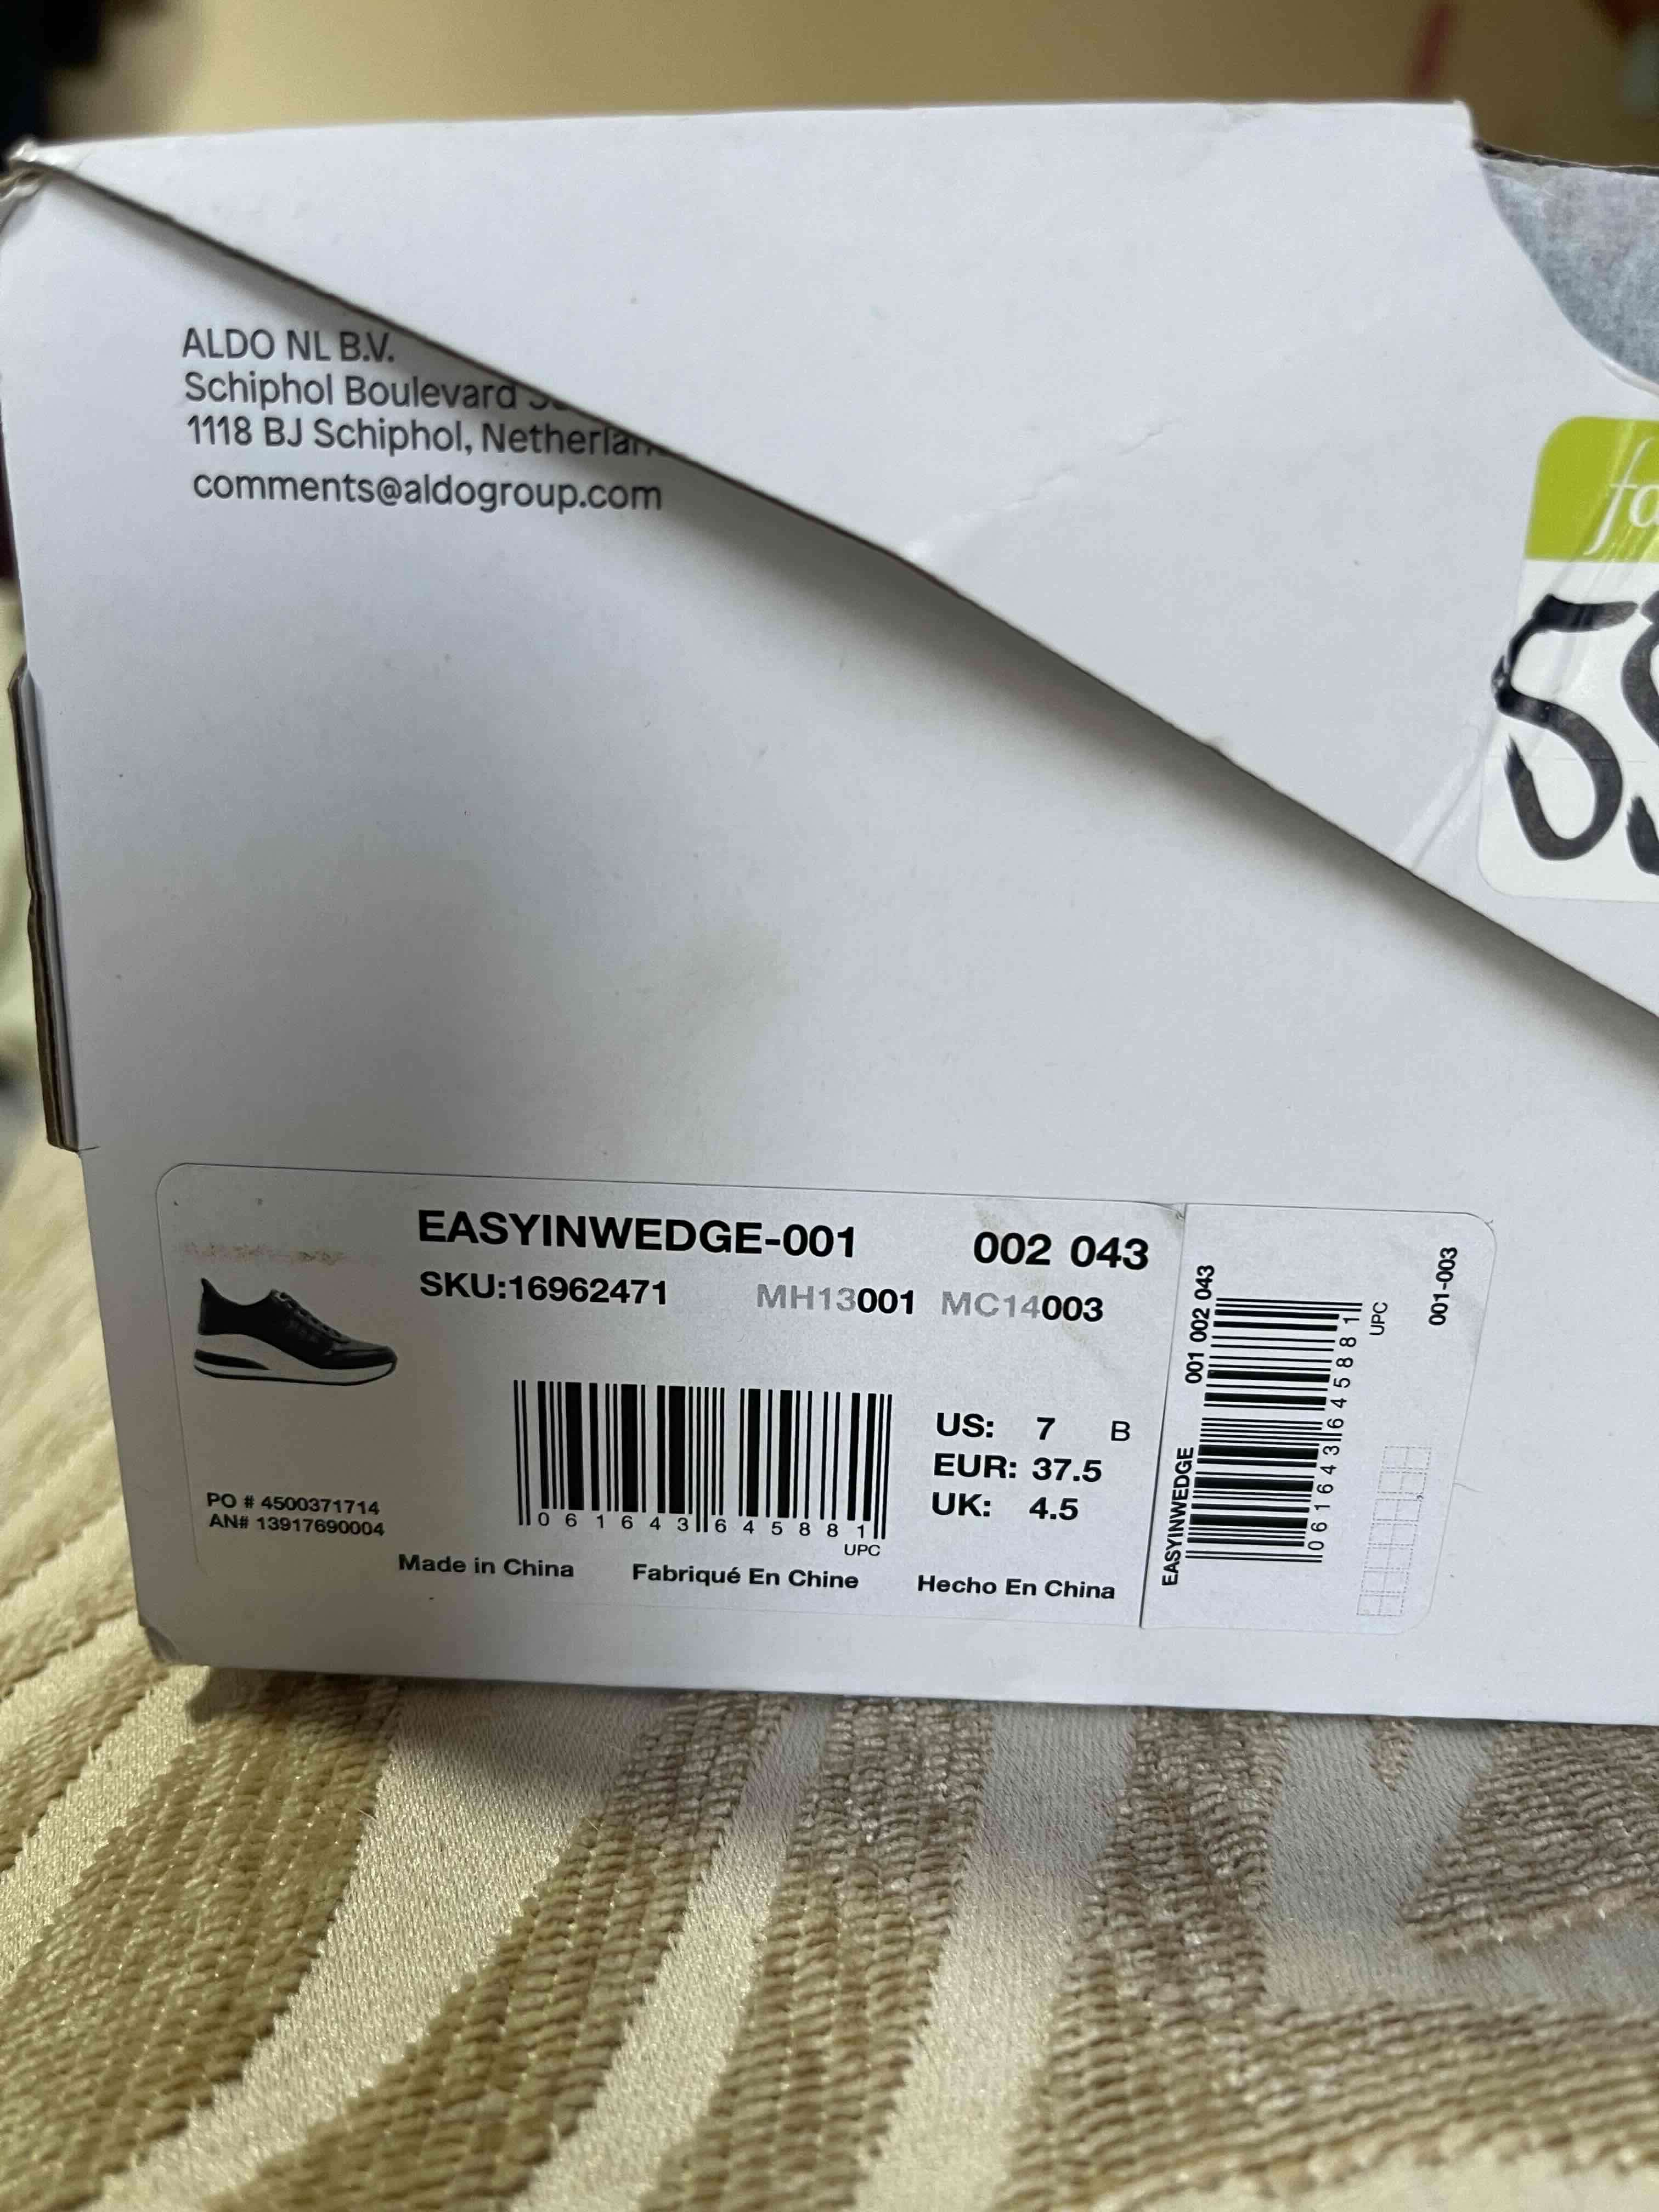 ALDO NL B.V.
Schiphol Boulevard
1118 BJ Schiphol,
comments@aldogroup.com
EASYINWEDGE-001 002 043
SKU:16962471 MH13001 MC14003
US: 7 B
EUR: 37.5
UK: 4.5
PO # 4500371714
AN# 13917690004
0 61643 64588 1
UPC
Made in China Fabriqué En Chine Hecho En China
EASYINWEDGE 001 002 043
0 61643 64588 1
UPC
001-003